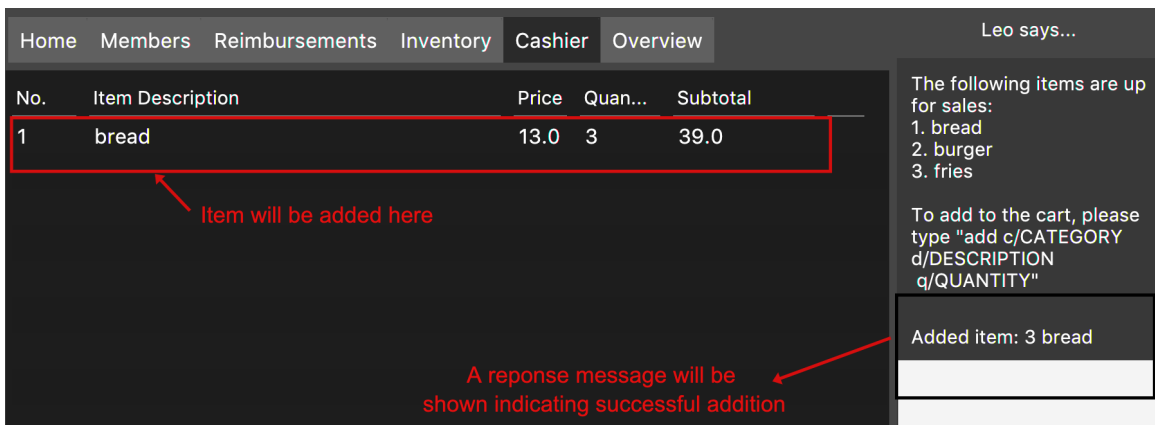 Home Members Reimbursements Inventory Cashier Overview
No. Item Description Price Quan... Subtotal
1 bread 13.0 3 39.0
Item will be added here
A reponse message will be
shown indicating successful addition
Leo says...
The following items are up
for sales:
1. bread
2. burger
3. fries
To add to the cart, please
type "add c/CATEGORY
d/DESCRIPTION
q/QUANTITY"
Added item: 3 bread